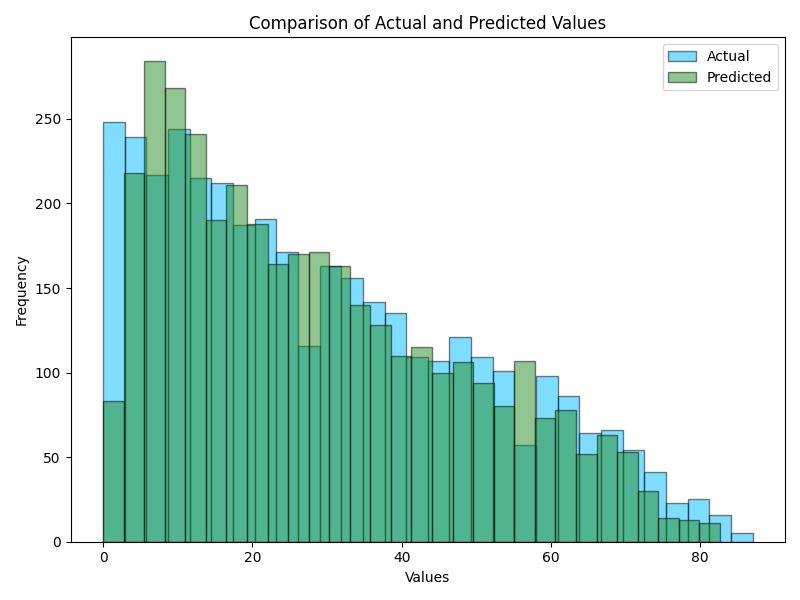 Comparison of Actual and Predicted Values
Actual
Predicted
Frequency
250
200
150
100
50
0
0 20 40 60 80
Values